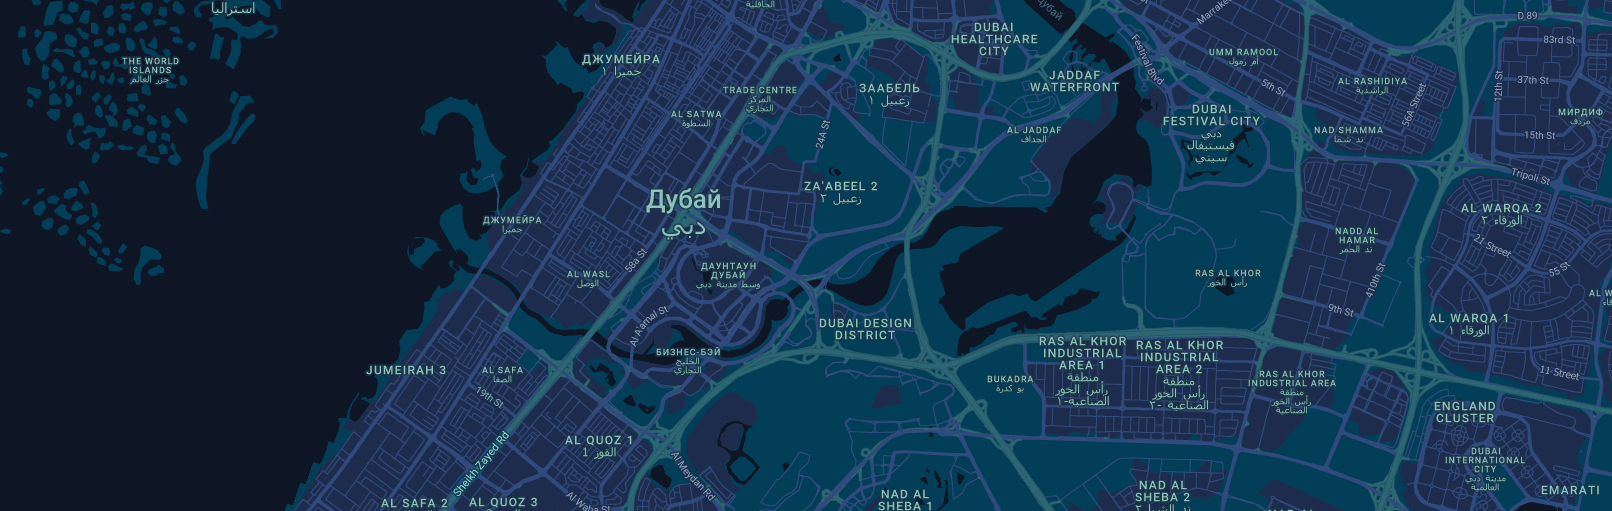 استراليا
THE WORLD
ISLANDS
جزر العالم
ДЖУМЕЙРА
جميرا ١
الحافلية
Дубай
DUBAI
HEALTHCARE
CITY
Festival Blvd
D 89
83rd St
UMM RAMOOL
أم رمول
5th St
AL RASHIDIYA
الراشدية
37th St
12th St
56A Street
МИРДИФ
مردف
TRADE CENTRE
المركز
التجاري
ЗААБЕЛЬ
زعبيل ١
JADDAF
WATERFRONT
AL SATWA
السطوة
24A St
AL JADDAF
الجداف
DUBAI
FESTIVAL CITY
دبي
فيستيفال
سيتي
NAD SHAMMA
ند شما
15th St
Tripoli St
ZA'ABEEL 2
زعبيل ٢
Дубай
دبي
ДЖУМЕЙРА
جميرا
AL WARQA 2
الورقاء ٢
21 Street
NADD AL
HAMAR
ند الحمر
58a St
AL WASL
الوصل
ДАУНТАУН
ДУБАЙ
وسط مدينة دبي
RAS AL KHOR
رأس الخور
410th St
55 St
9th St
AL WARQA 1
الورقاء ١
Al A'amal St
DUBAI DESIGN
DISTRICT
БИЗНЕС-БЭЙ
الخليج
التجاري
RAS AL KHOR
INDUSTRIAL
AREA 1
منطقة
رأس الخور
الصناعية-١
RAS AL KHOR
INDUSTRIAL
AREA 2
منطقة
رأس الخور
الصناعية -٢
JUMEIRAH 3
AL SAFA
الصفا
19th St
BUKADRA
بو كدرة
RAS AL KHOR
INDUSTRIAL AREA
منطقة
رأس الخور
الصناعية
11 Street
ENGLAND
CLUSTER
AL QUOZ 1
القوز 1
Sheikh Zayed Rd
Al Meydan Rd
DUBAI
INTERNATIONAL
CITY
مدينة دبي
العالمية
EMARATI
AL SAFA 2
AL QUOZ 3
Al Waha St
NAD AL
SHEBA 1
NAD AL
SHEBA 2